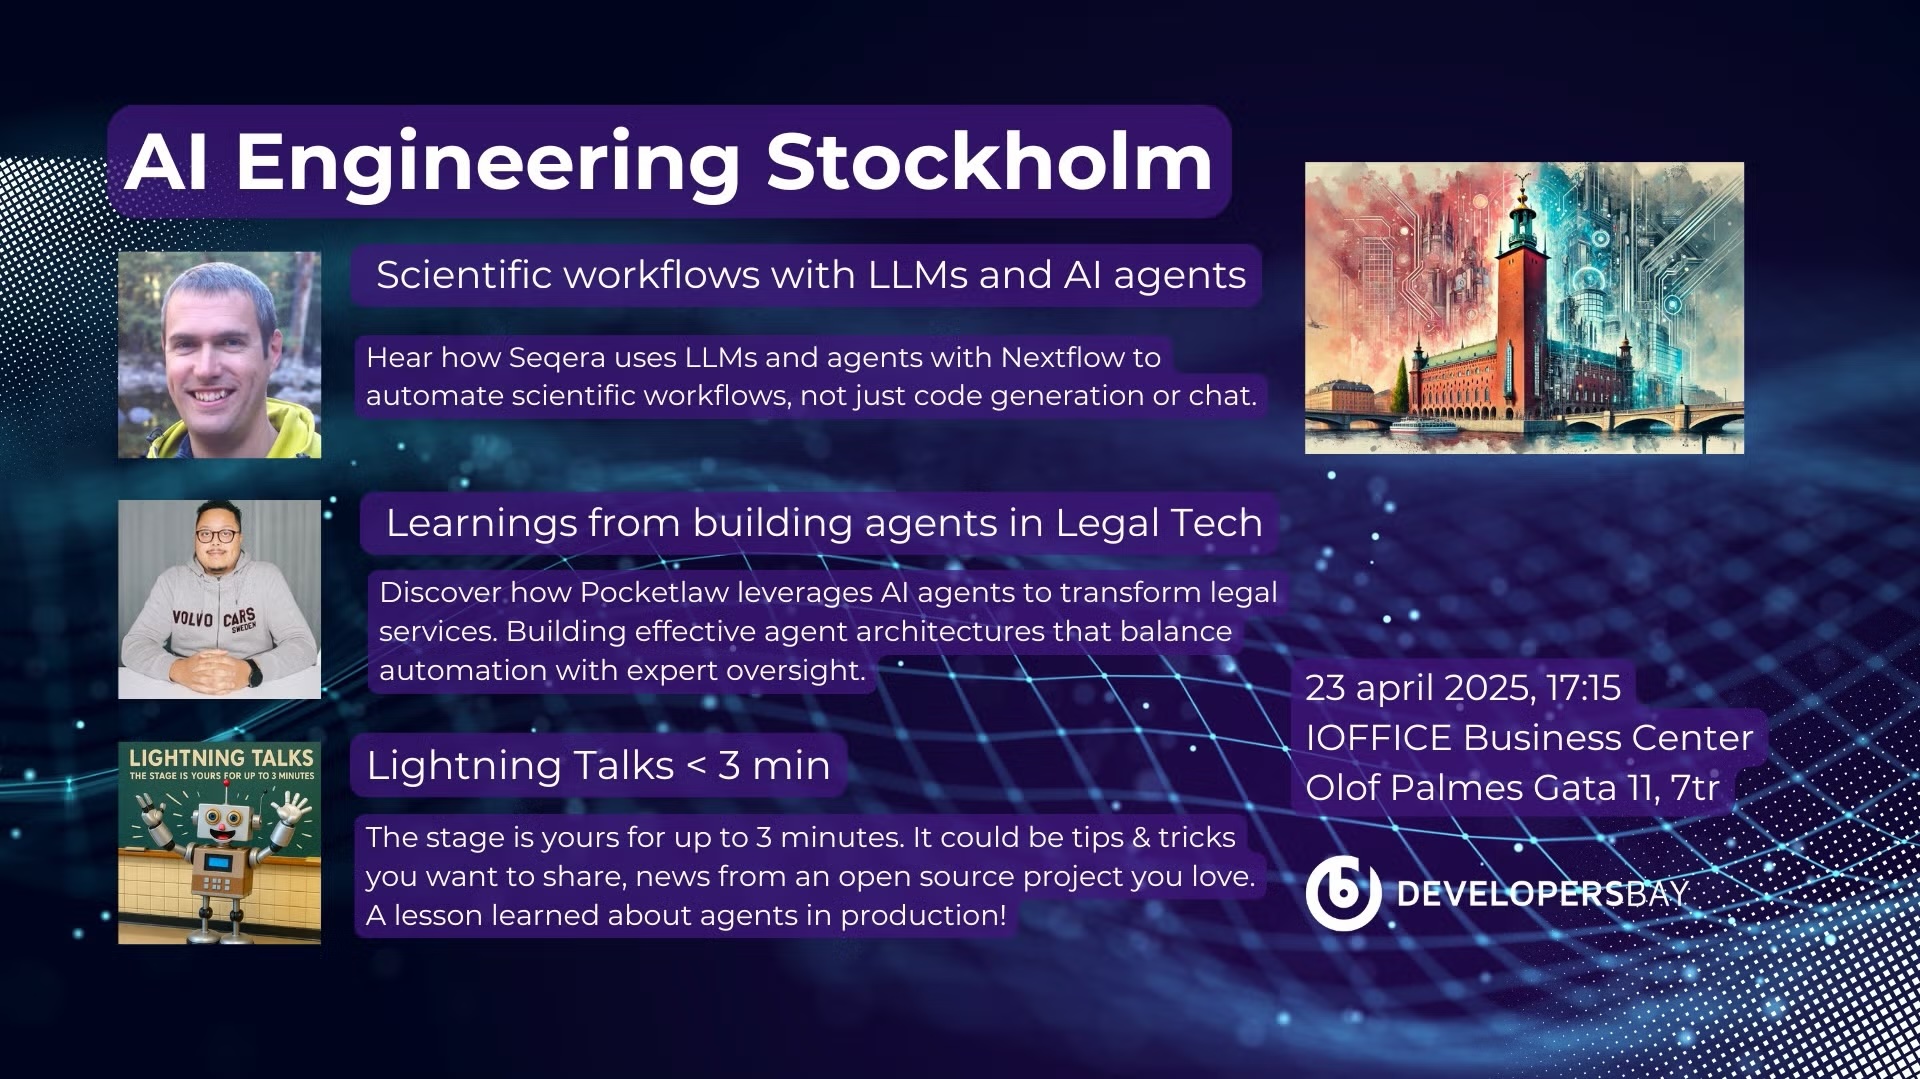 AI Engineering Stockholm
Scientific workflows with LLMs and AI agents
Hear how Seqera uses LLMs and agents with Nextflow to
automate scientific workflows, not just code generation or chat.
VOLVO CARS
SWEDEN
Learnings from building agents in Legal Tech
Discover how Pocketlaw leverages AI agents to transform legal
services. Building effective agent architectures that balance
automation with expert oversight.
LIGHTNING TALKS
THE STAGE IS YOURS FOR UP TO 3 MINUTES
Lightning Talks < 3 min
The stage is yours for up to 3 minutes. It could be tips & tricks
you want to share, news from an open source project you love.
A lesson learned about agents in production!
23 april 2025, 17:15
IOFFICE Business Center
Olof Palmes Gata 11, 7tr
DEVELOPERSBAY